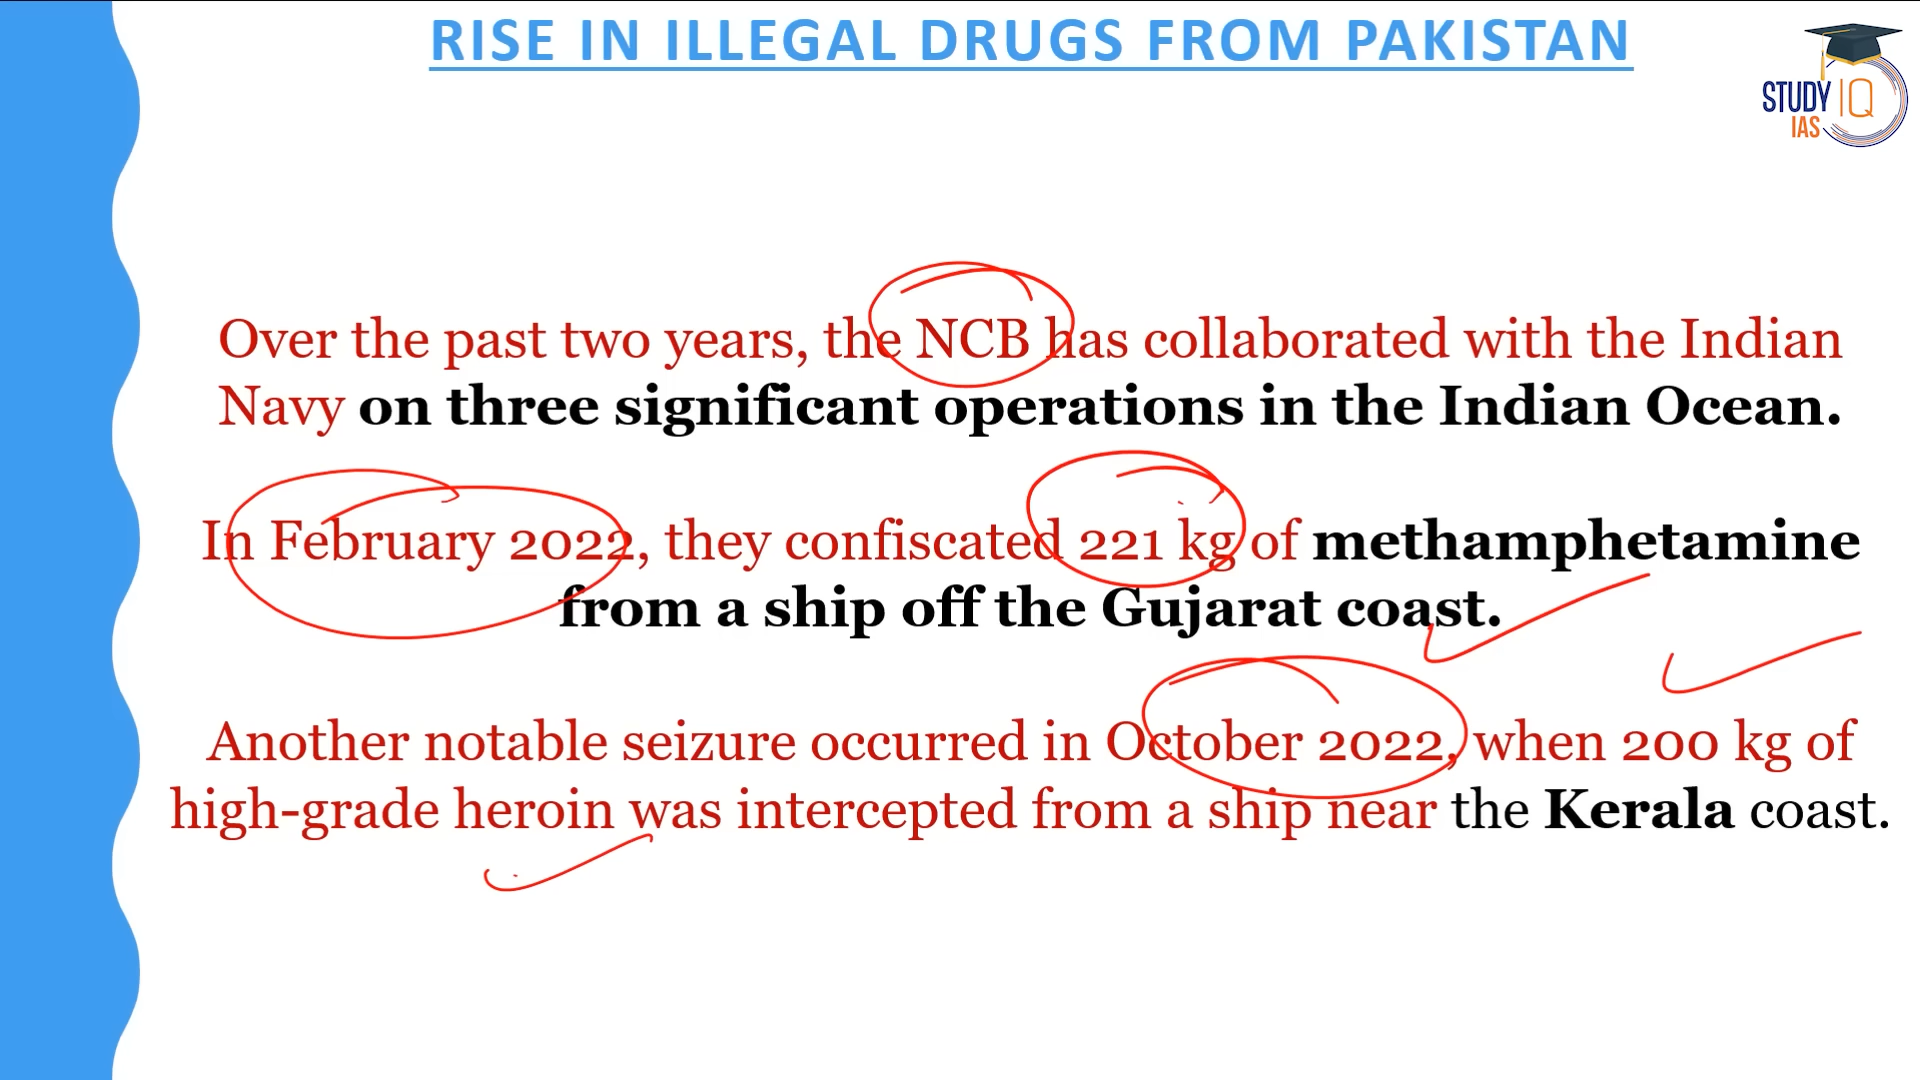 RISE IN ILLEGAL DRUGS FROM PAKISTAN
STUDY IQ
IAS
Over the past two years, the NCB has collaborated with the Indian
Navy on three significant operations in the Indian Ocean.
In February 2022, they confiscated 221 kg of methamphetamine
from a ship off the Gujarat coast.
Another notable seizure occurred in October 2022, when 200 kg of
high-grade heroin was intercepted from a ship near the Kerala coast.